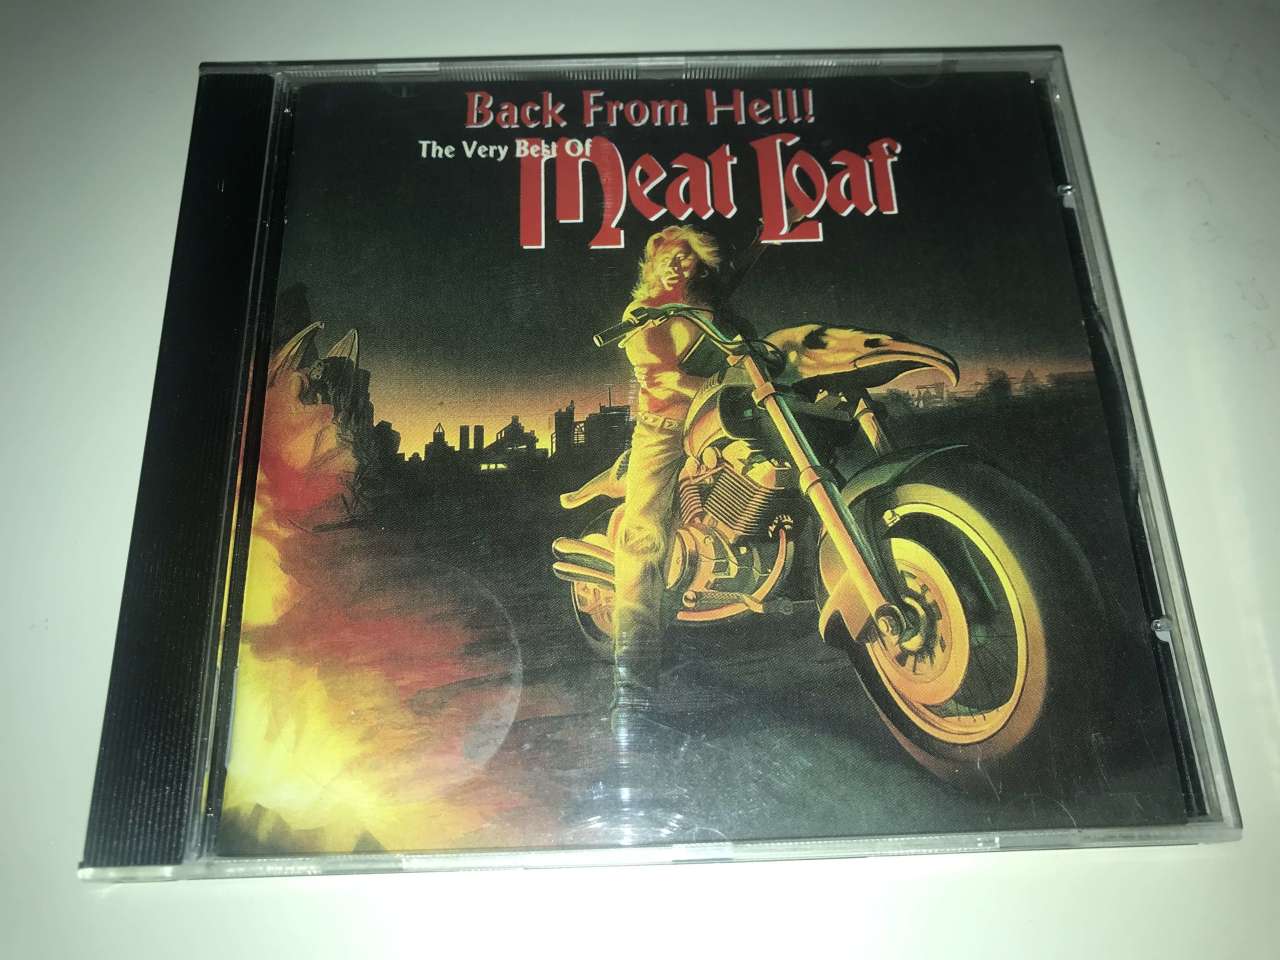 Back From Hell!
The Very Best Of
Meat Loaf